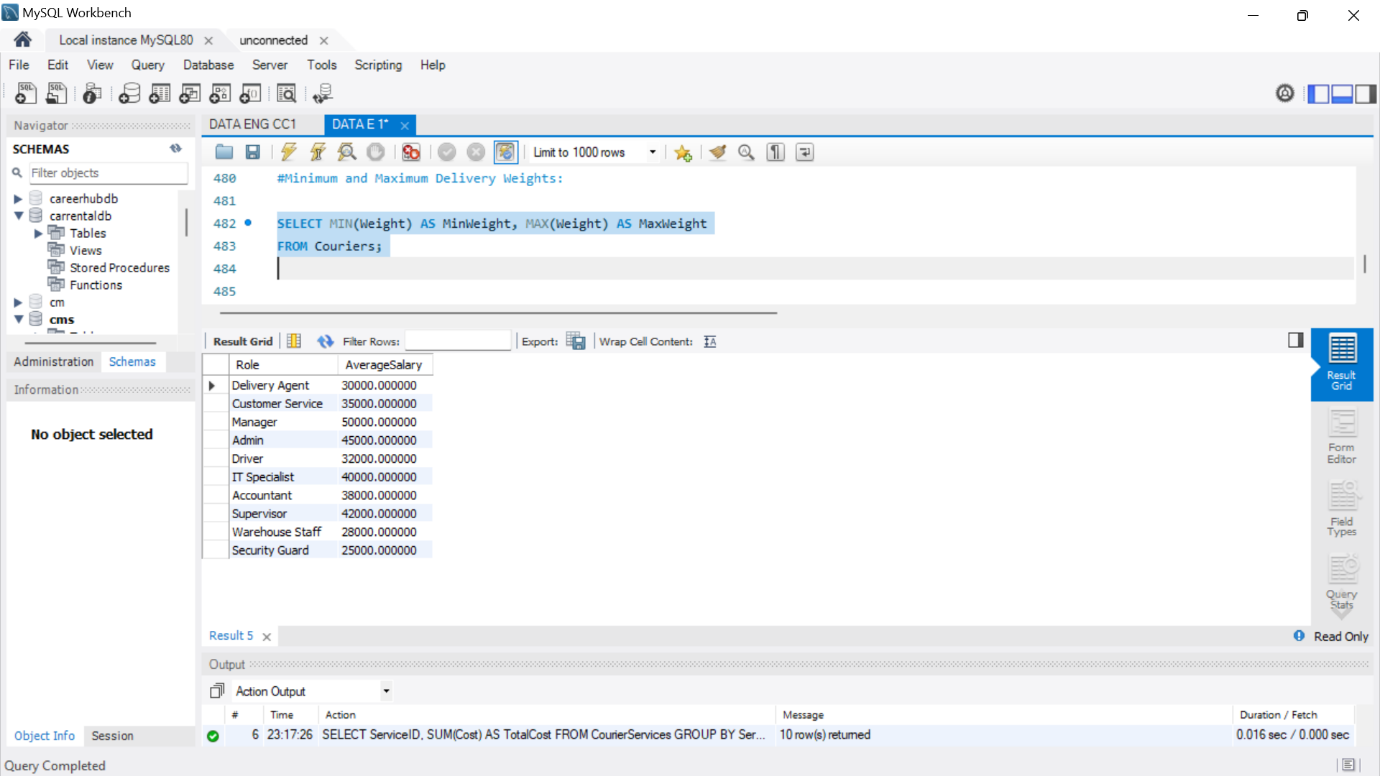 MySQL Workbench
Local instance MySQL80
unconnected
File Edit View Query Database Server Tools Scripting Help
Navigator
DATA ENG CC1
DATA E 1*
SCHEMAS
Filter objects
careerhubdb
carrentaldb
Tables
Views
Stored Procedures
Functions
cm
cms
Limit to 1000 rows
480 #Minimum and Maximum Delivery Weights:
481
482 SELECT MIN(Weight) AS MinWeight, MAX(Weight) AS MaxWeight
483 FROM Couriers;
484
485
Administration Schemas
Information
No object selected
Result Grid Filter Rows: Export: Wrap Cell Content:
Role AverageSalary
Delivery Agent 30000.000000
Customer Service 35000.000000
Manager 50000.000000
Admin 45000.000000
Driver 32000.000000
IT Specialist 40000.000000
Accountant 38000.000000
Supervisor 42000.000000
Warehouse Staff 28000.000000
Security Guard 25000.000000
Result
Grid
Form
Editor
Field
Types
Query
Stats
Result 5
Read Only
Output
Action Output
# Time Action Message Duration / Fetch
6 23:17:26 SELECT ServiceID, SUM(Cost) AS TotalCost FROM CourierServices GROUP BY Ser... 10 row(s) returned 0.016 sec / 0.000 sec
Object Info Session
Query Completed